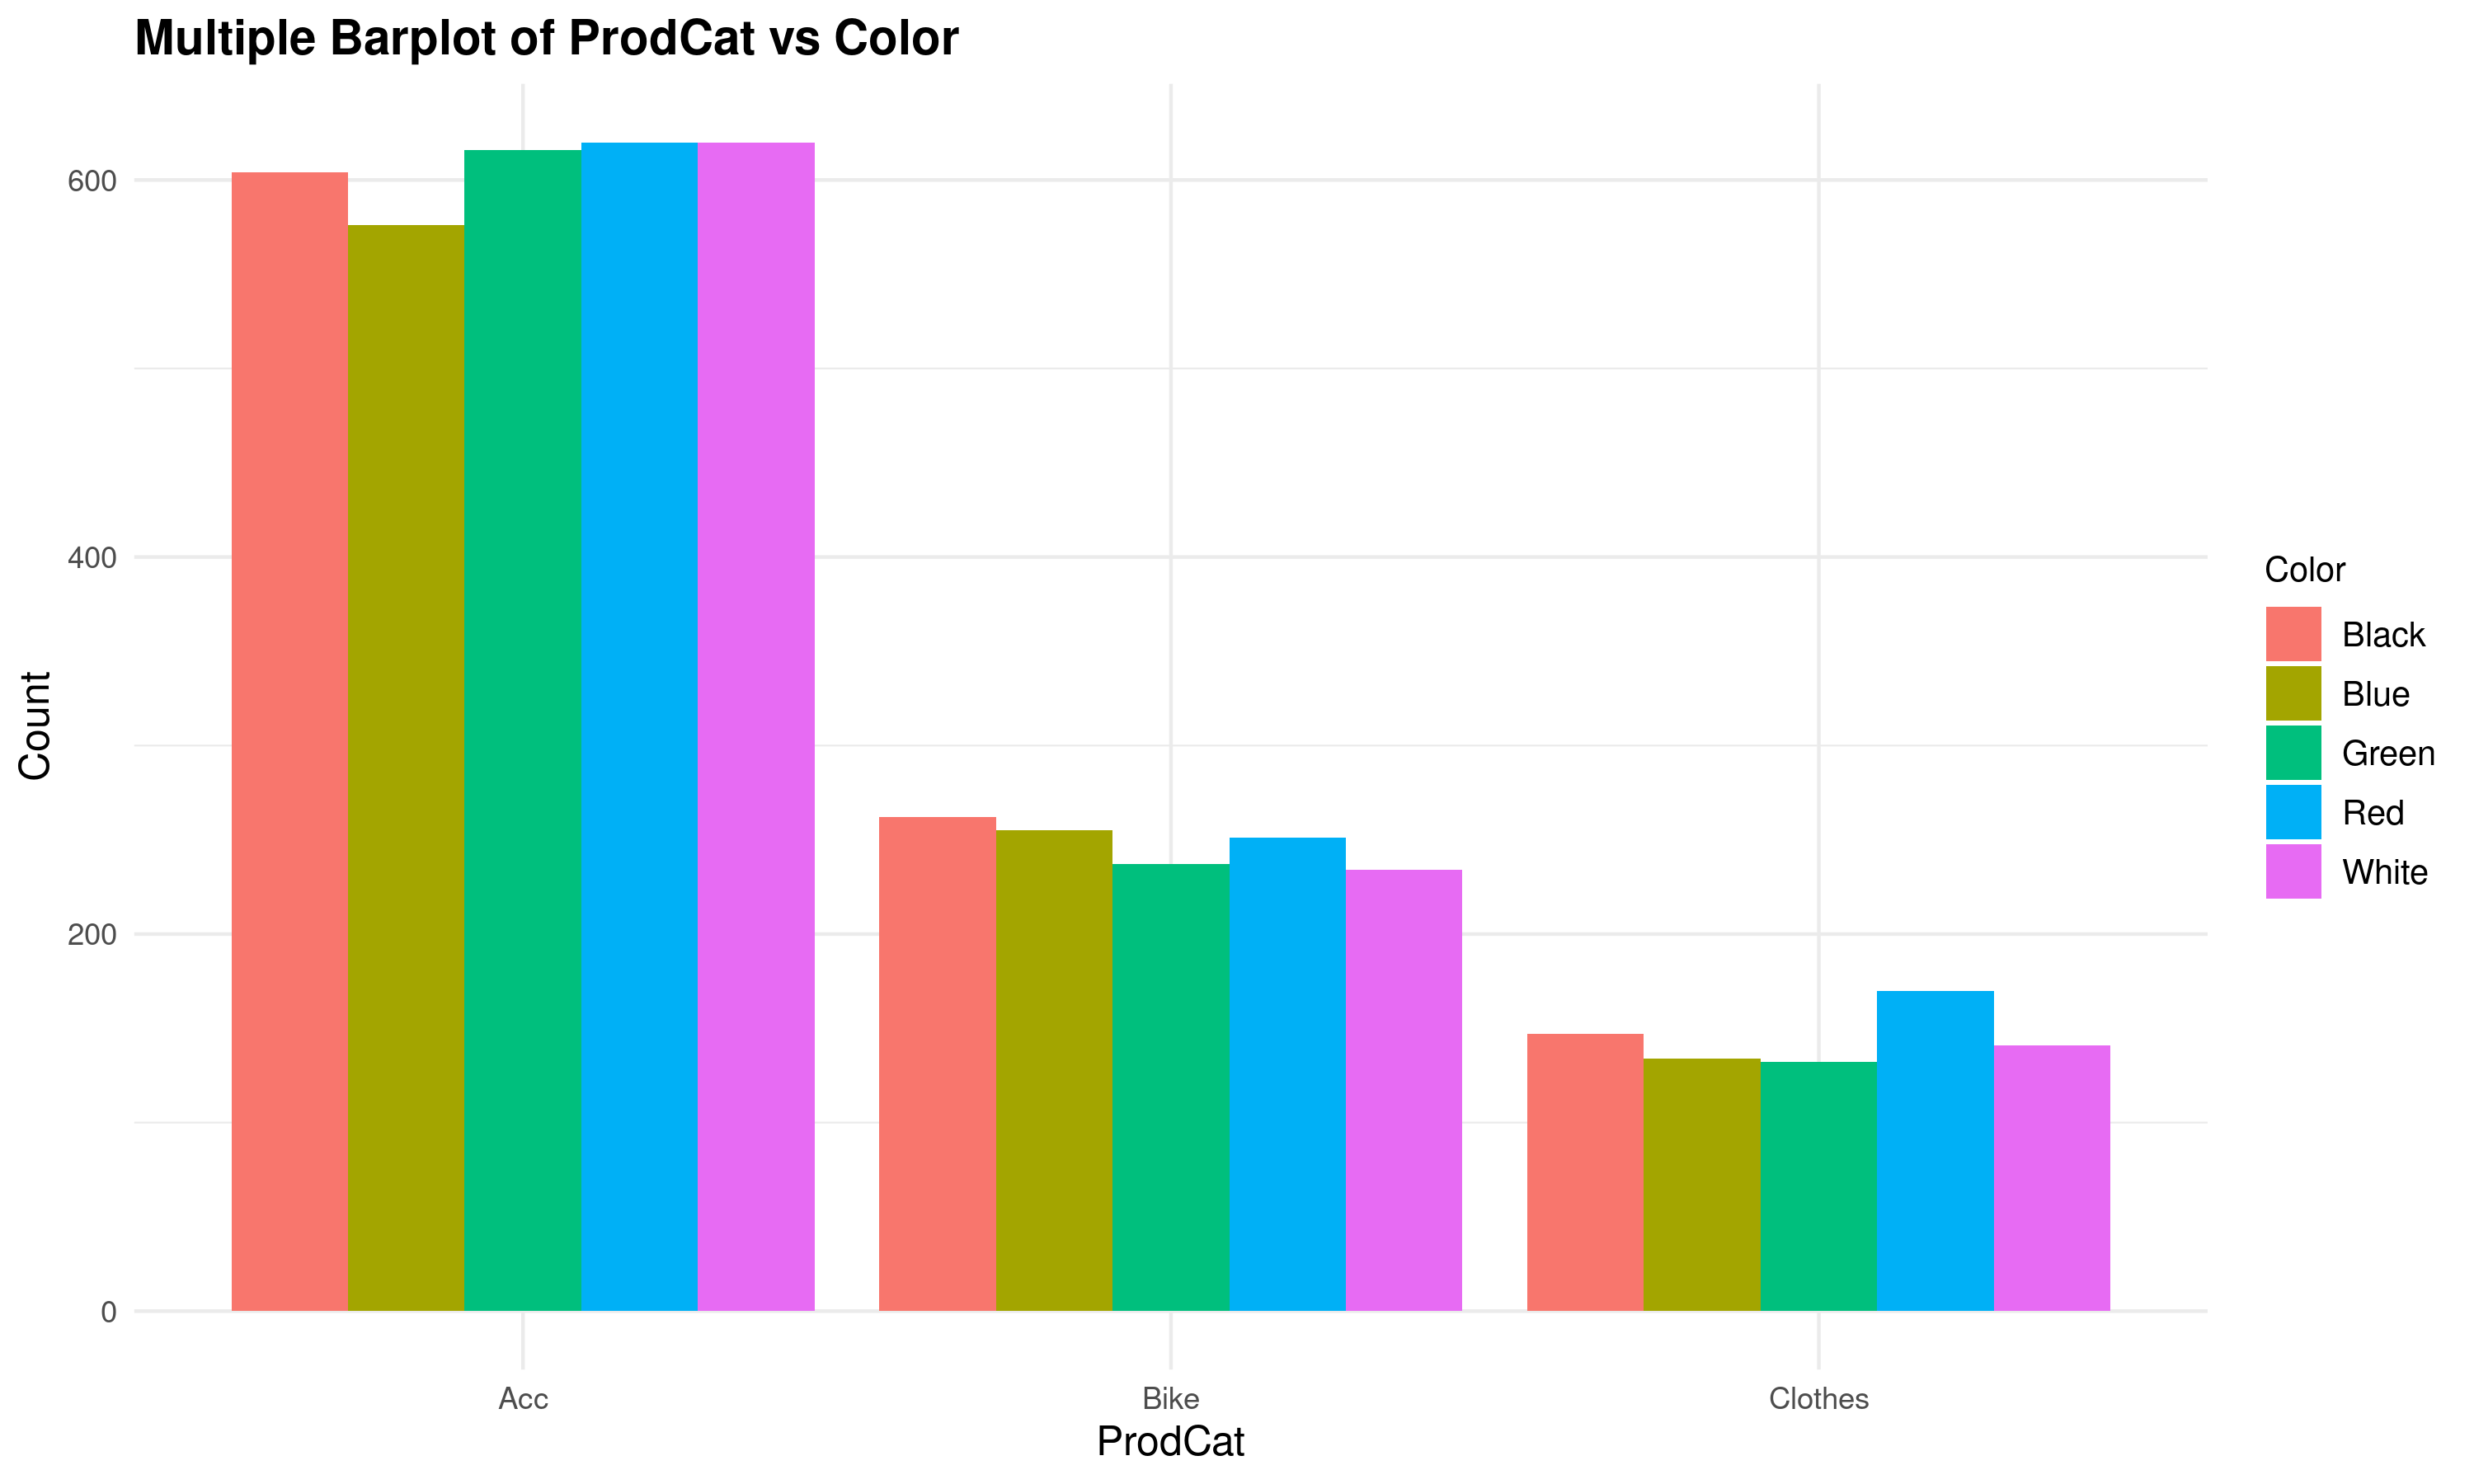 Multiple Barplot of ProdCat vs Color
600
400
200
0
Count
Acc
Bike
Clothes
ProdCat
Color
Black
Blue
Green
Red
White